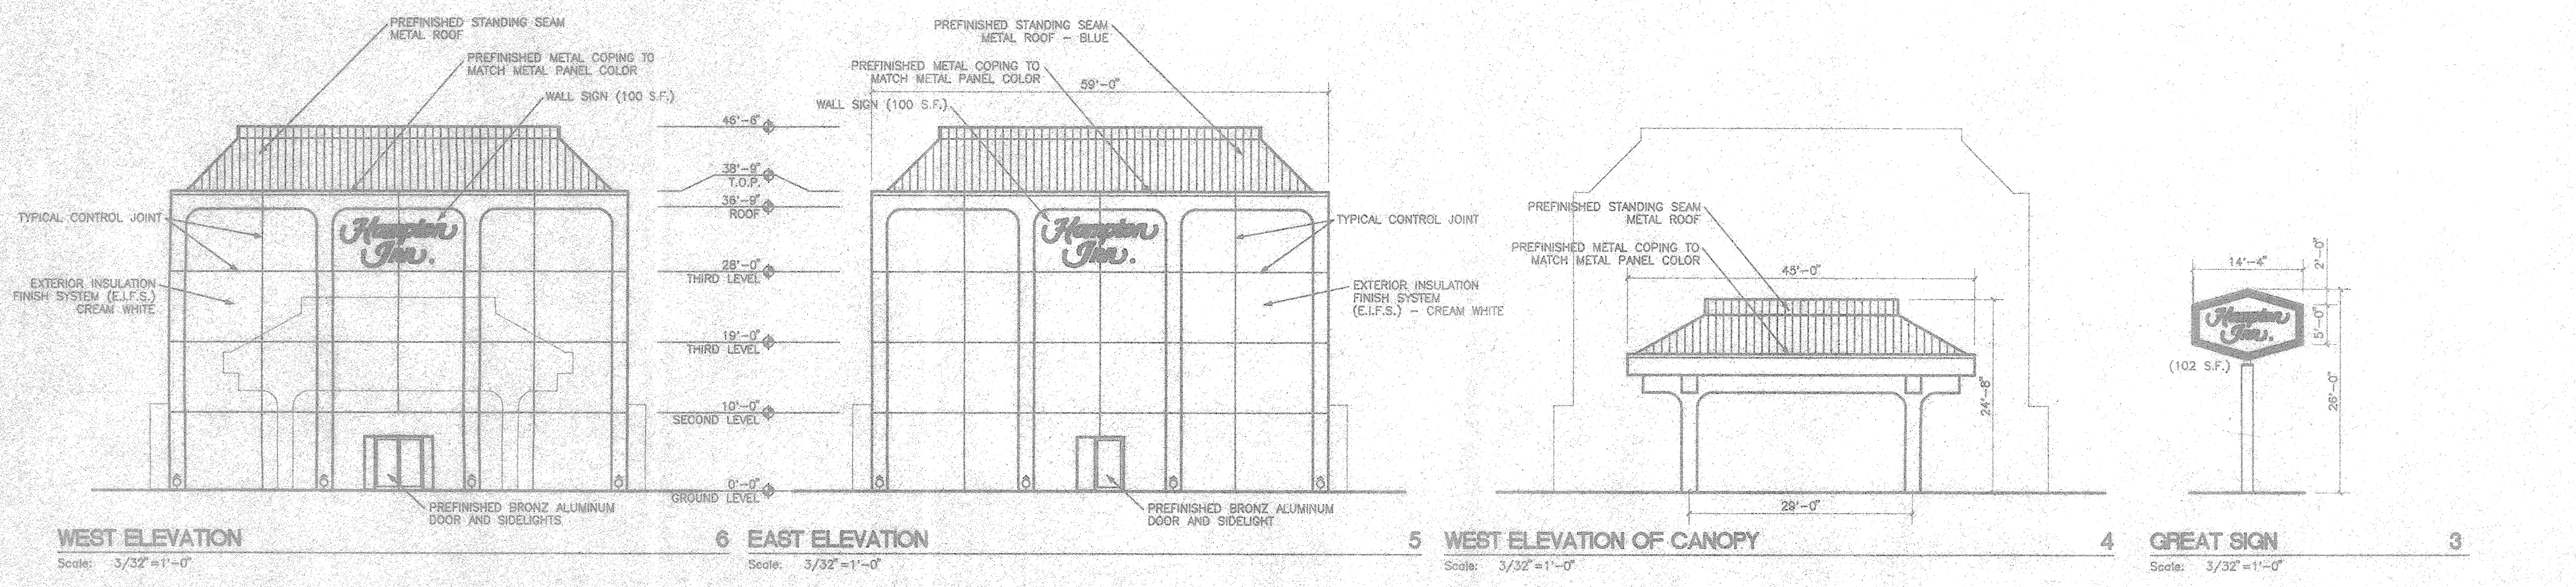 PREFINISHED STANDING SEAM
METAL ROOF
PREFINISHED METAL COPING TO
MATCH METAL PANEL COLOR
WALL SIGN (100 S.F.)
TYPICAL CONTROL JOINT
EXTERIOR INSULATION
FINISH SYSTEM (E.I.F.S.)
CREAM WHITE
Hampton
Inn.
PREFINISHED BRONZ ALUMINUM
DOOR AND SIDELIGHTS
WEST ELEVATION 6
Scale: 3/32"=1'-0"
45'-6"
38'-9"
T.O.P.
36'-9"
ROOF
28'-0"
THIRD LEVEL
19'-0"
THIRD LEVEL
10'-0"
SECOND LEVEL
0'-0"
GROUND LEVEL
PREFINISHED STANDING SEAM
METAL ROOF - BLUE
PREFINISHED METAL COPING TO
MATCH METAL PANEL COLOR
59'-0"
WALL SIGN (100 S.F.)
Hampton
Inn.
TYPICAL CONTROL JOINT
EXTERIOR INSULATION
FINISH SYSTEM
(E.I.F.S.) - CREAM WHITE
PREFINISHED BRONZ ALUMINUM
DOOR AND SIDELIGHT
EAST ELEVATION 5
Scale: 3/32"=1'-0"
PREFINISHED STANDING SEAM
METAL ROOF
PREFINISHED METAL COPING TO
MATCH METAL PANEL COLOR
45'-0"
24'-8"
29'-0"
WEST ELEVATION OF CANOPY 4
Scale: 3/32"=1'-0"
14'-4"
2'-0"
5'-0"
26'-0"
Hampton
Inn.
(102 S.F.)
GREAT SIGN 3
Scale: 3/32"=1'-0"